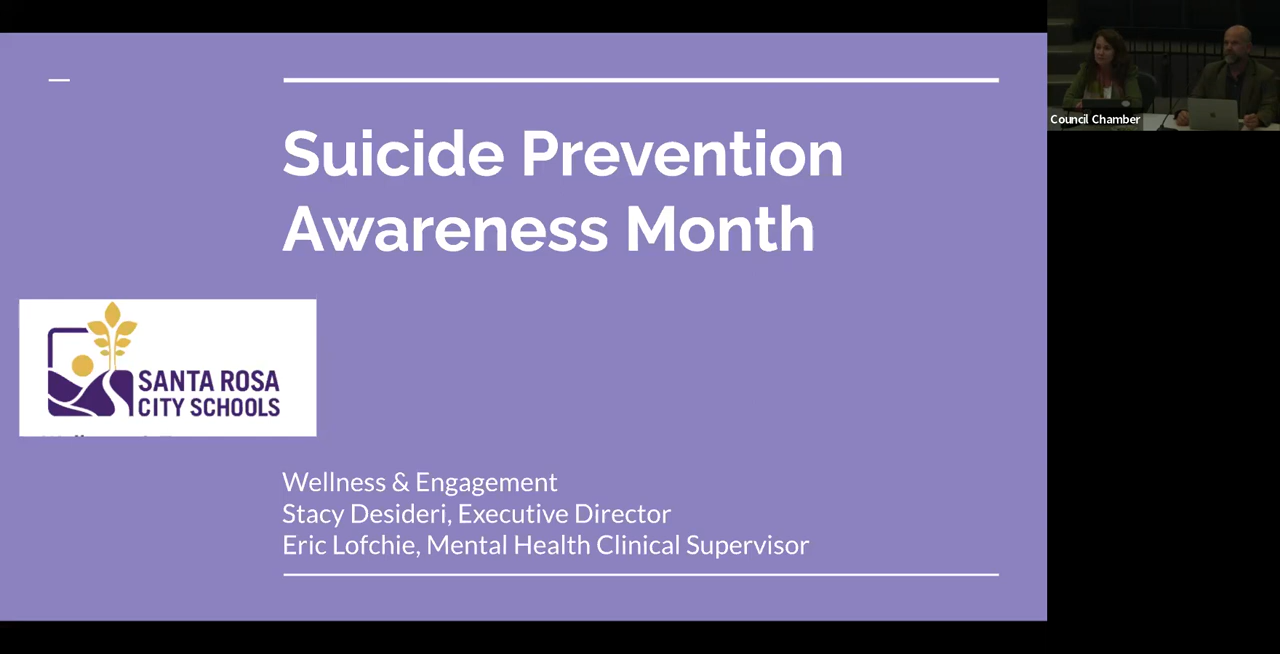 Suicide Prevention
Awareness Month
SANTA ROSA
CITY SCHOOLS
Wellness & Engagement
Stacy Desideri, Executive Director
Eric Lofchie, Mental Health Clinical Supervisor
Council Chamber